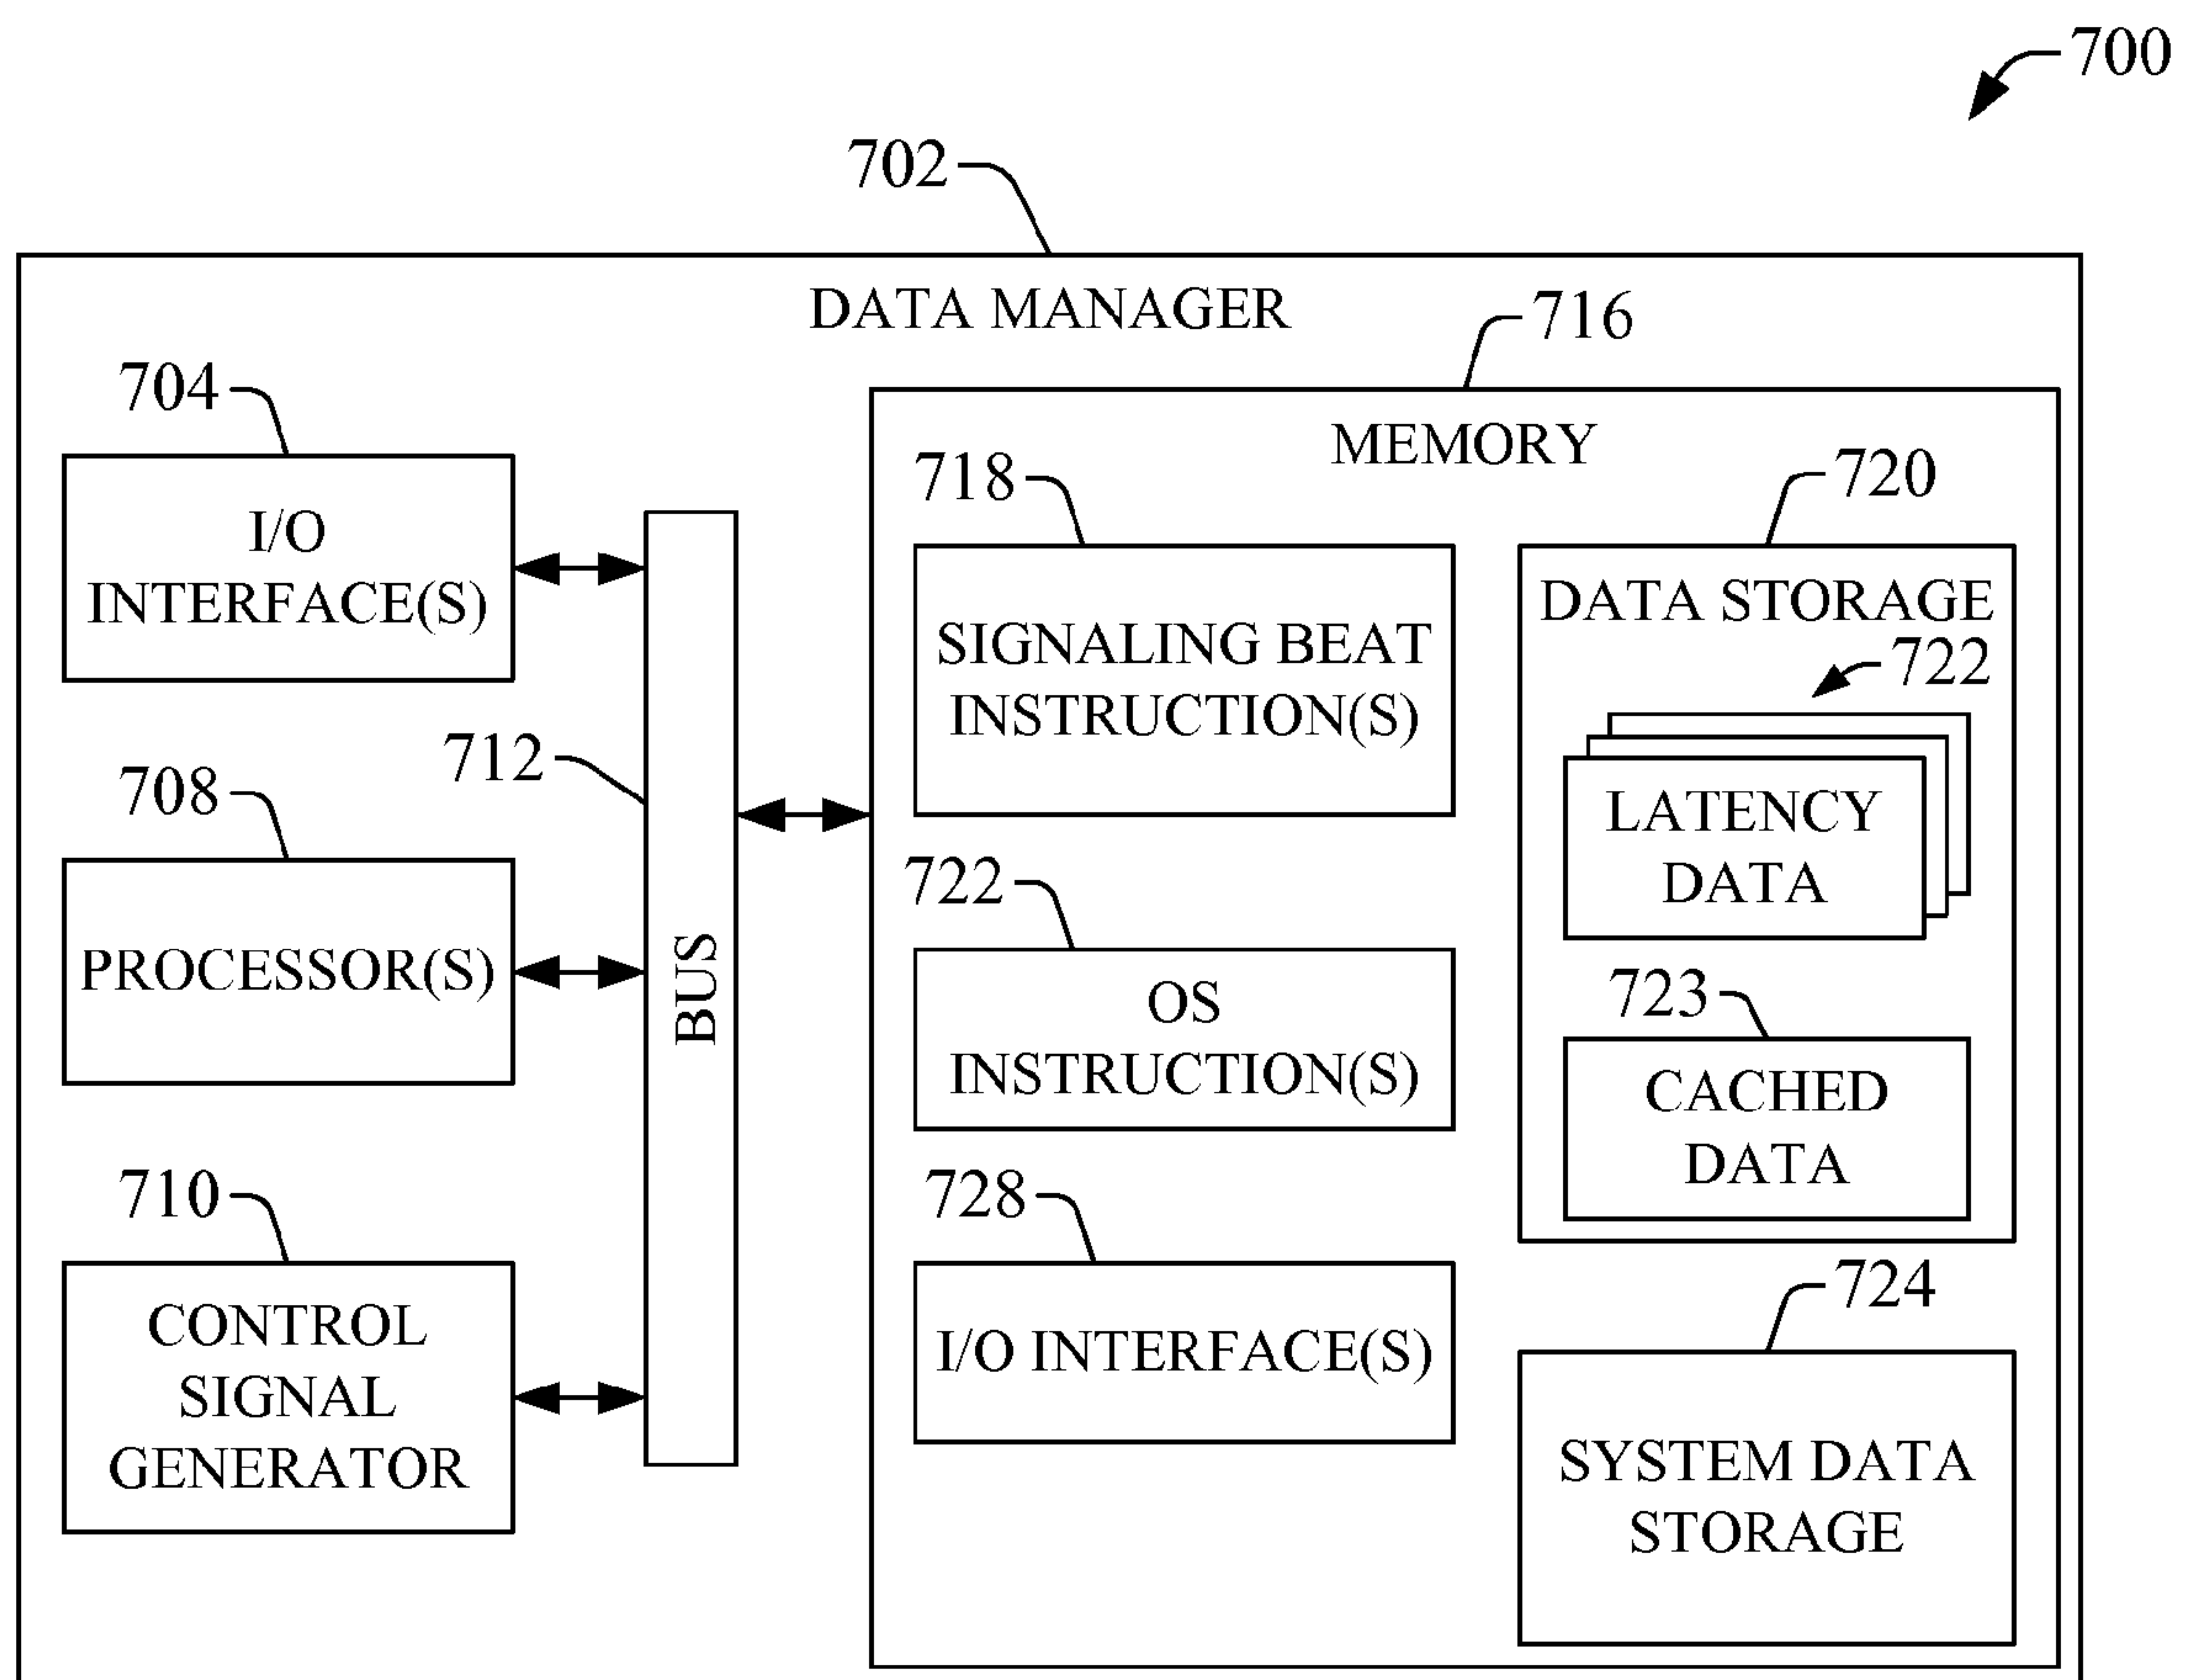 700
702
DATA MANAGER
716
704
MEMORY
I/O
INTERFACE(S)
718
SIGNALING BEAT
INSTRUCTION(S)
720
DATA STORAGE
722
LATENCY
DATA
712
BUS
708
PROCESSOR(S)
722
OS
INSTRUCTION(S)
723
CACHED
DATA
710
CONTROL
SIGNAL
GENERATOR
728
I/O INTERFACE(S)
724
SYSTEM DATA
STORAGE